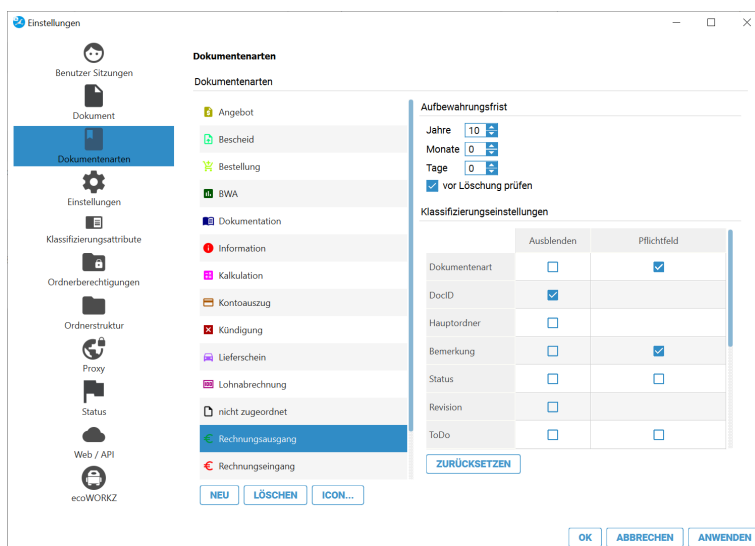 Einstellungen
Benutzer Sitzungen
Dokument
Dokumentenarten
Einstellungen
Klassifizierungsattribute
Ordnerberechtigungen
Ordnerstruktur
Proxy
Status
Web / API
ecoWORKZ
Dokumentenarten
Dokumentenarten
Angebot
Bescheid
Bestellung
BWA
Dokumentation
Information
Kalkulation
Kontoauszug
Kündigung
Lieferschein
Lohnabrechnung
nicht zugeordnet
Rechnungsausgang
Rechnungseingang
NEU LÖSCHEN ICON...
Aufbewahrungsfrist
Jahre 10
Monate 0
Tage 0
vor Löschung prüfen
Klassifizierungseinstellungen
Ausblenden Pflichtfeld
Dokumentenart
DocID
Hauptordner
Bemerkung
Status
Revision
ToDo
ZURÜCKSETZEN
OK ABBRECHEN ANWENDEN